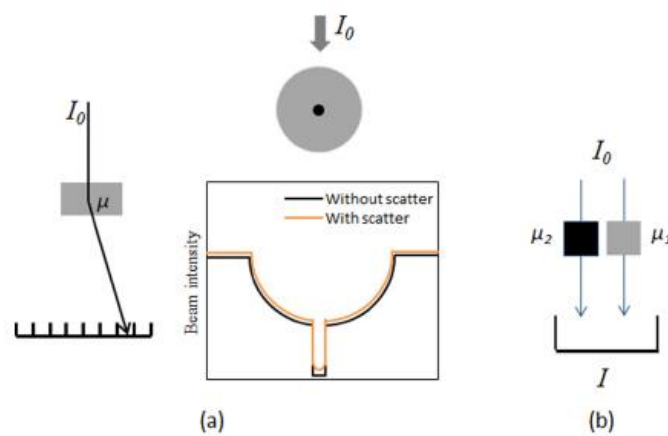 I₀
I₀
μ
Without scatter
With scatter
Beam intensity
(a)
I₀
μ₂
μ₁
I
(b)